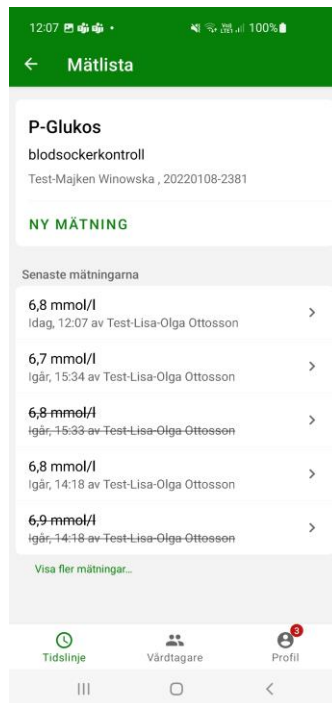 12:07 100%
Mätlista
P-Glukos
blodsockerkontroll
Test-Majken Winowska , 20220108-2381
NY MÄTNING
Senaste mätningarna
6,8 mmol/l
Idag, 12:07 av Test-Lisa-Olga Ottosson
6,7 mmol/l
Igår, 15:34 av Test-Lisa-Olga Ottosson
6,8 mmol/l
Igår, 15:33 av Test-Lisa-Olga Ottosson
6,8 mmol/l
Igår, 14:18 av Test-Lisa-Olga Ottosson
6,9 mmol/l
Igår, 14:18 av Test-Lisa-Olga Ottosson
Visa fler mätningar...
3
Tidslinje Vårdtagare Profil